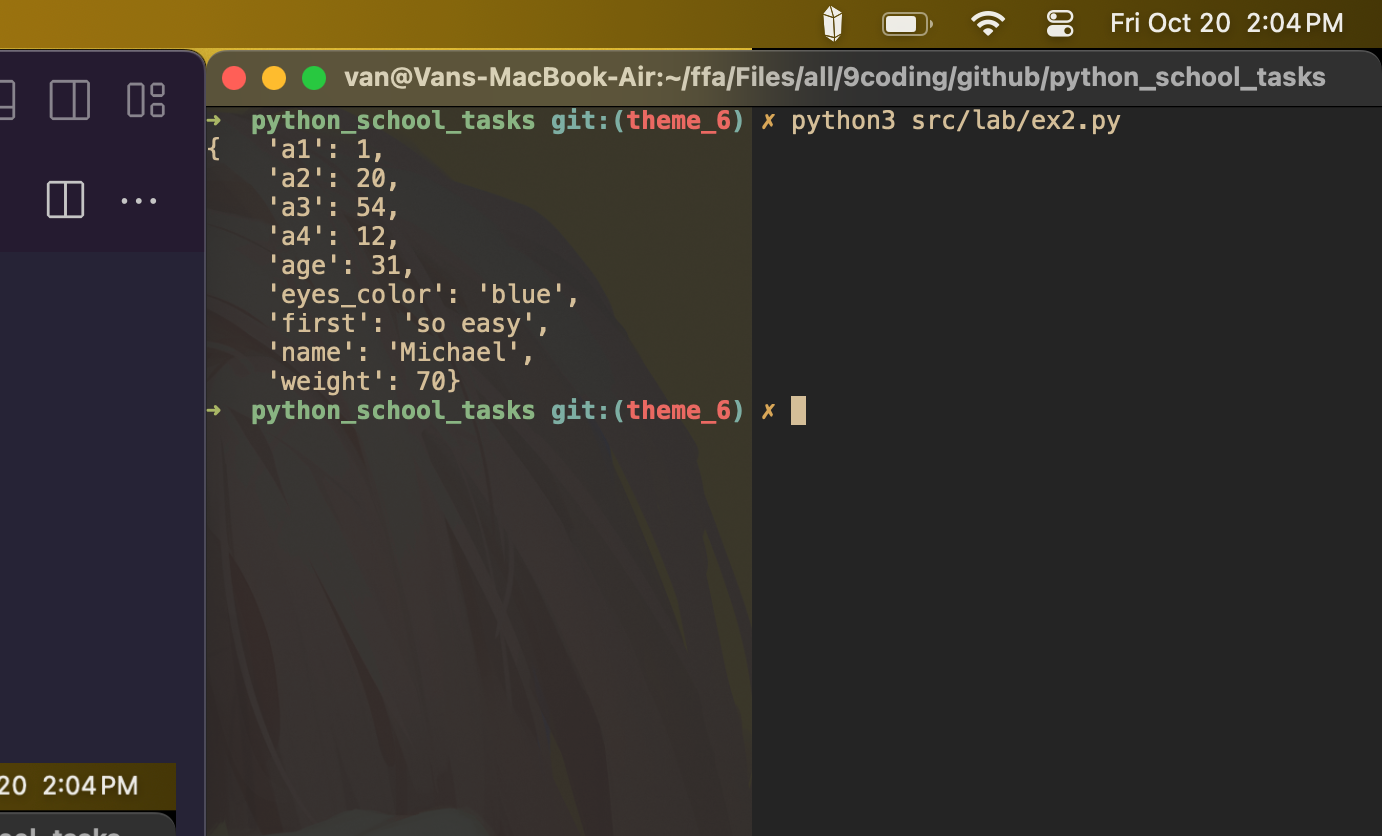 Fri Oct 20 2:04 PM
van@Vans-MacBook-Air:~/ffa/Files/all/9coding/github/python_school_tasks
➜ python_school_tasks git:(theme_6) ✗ python3 src/lab/ex2.py
{   'a1': 1,
    'a2': 20,
    'a3': 54,
    'a4': 12,
    'age': 31,
    'eyes_color': 'blue',
    'first': 'so easy',
    'name': 'Michael',
    'weight': 70}
➜ python_school_tasks git:(theme_6) ✗
20 2:04 PM